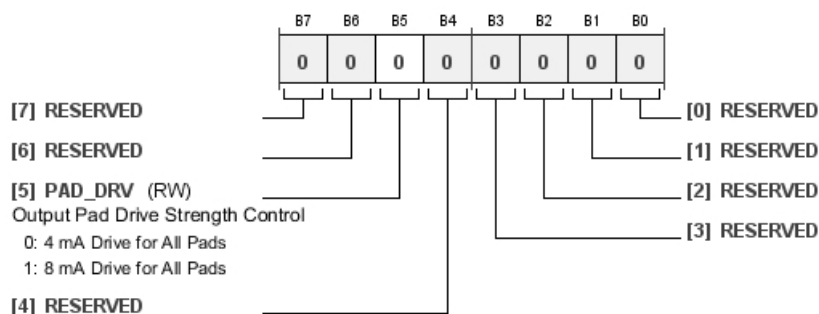 B7 B6 B5 B4 B3 B2 B1 B0
0 0 0 0 0 0 0 0
[7] RESERVED
[6] RESERVED
[5] PAD_DRV (RW)
Output Pad Drive Strength Control
0: 4 mA Drive for All Pads
1: 8 mA Drive for All Pads
[4] RESERVED
[0] RESERVED
[1] RESERVED
[2] RESERVED
[3] RESERVED